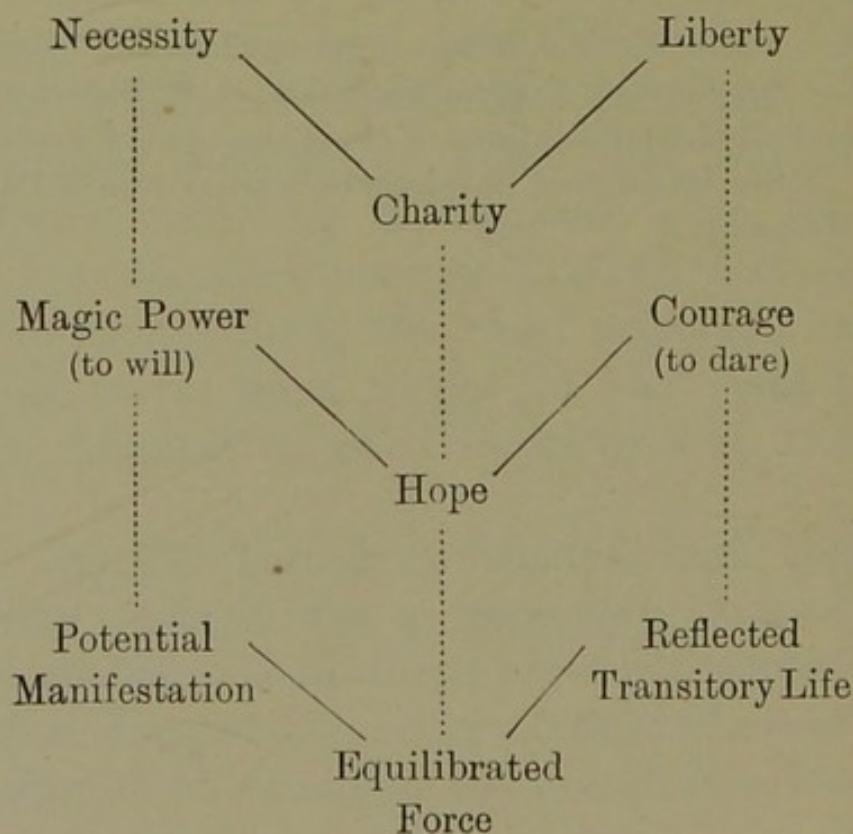 Necessity
Liberty
Charity
Magic Power
(to will)
Courage
(to dare)
Hope
Potential
Manifestation
Reflected
Transitory Life
Equilibrated
Force